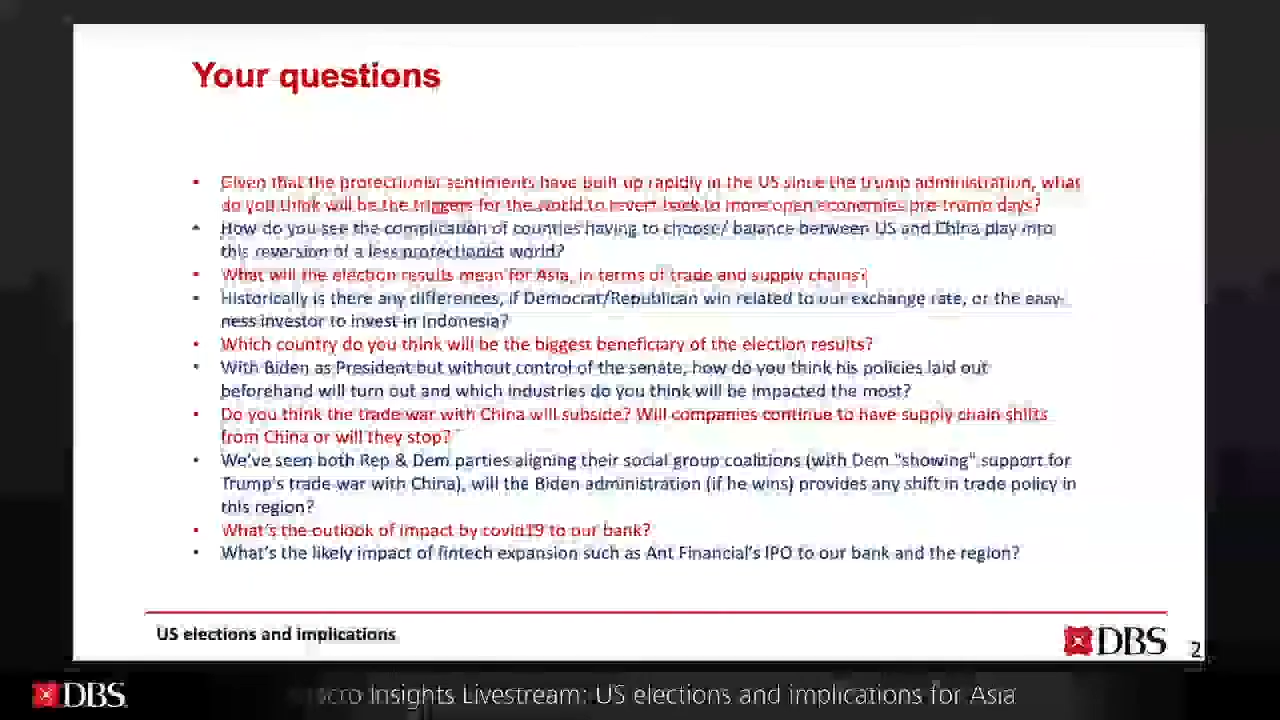 Your questions
• Given that the protectionist sentiments have built up rapidly in the US since the trump administration, what
do you think will be the triggers for the world to revert back to more open economies pre-trump days?
• How do you see the complication of counties having to choose/ balance between US and China play into
this reversion of a less protectionist world?
• What will the election results mean for Asia, in terms of trade and supply chains?
• Historically is there any differences, if Democrat/Republican win related to our exchange rate, or the easy-
ness investor to invest in Indonesia?
• Which country do you think will be the biggest beneficiary of the election results?
• With Biden as President but without control of the senate, how do you think his policies laid out
beforehand will turn out and which industries do you think will be impacted the most?
• Do you think the trade war with China will subside? Will companies continue to have supply chain shifts
from China or will they stop?
• We've seen both Rep & Dem parties aligning their social group coalitions (with Dem "showing" support for
Trump's trade war with China), will the Biden administration (if he wins) provides any shift in trade policy in
this region?
• What's the outlook of impact by covid19 to our bank?
• What's the likely impact of fintech expansion such as Ant Financial's IPO to our bank and the region?
US elections and implications
DBS
2
DBS
Insights Livestream: US elections and implications for Asia